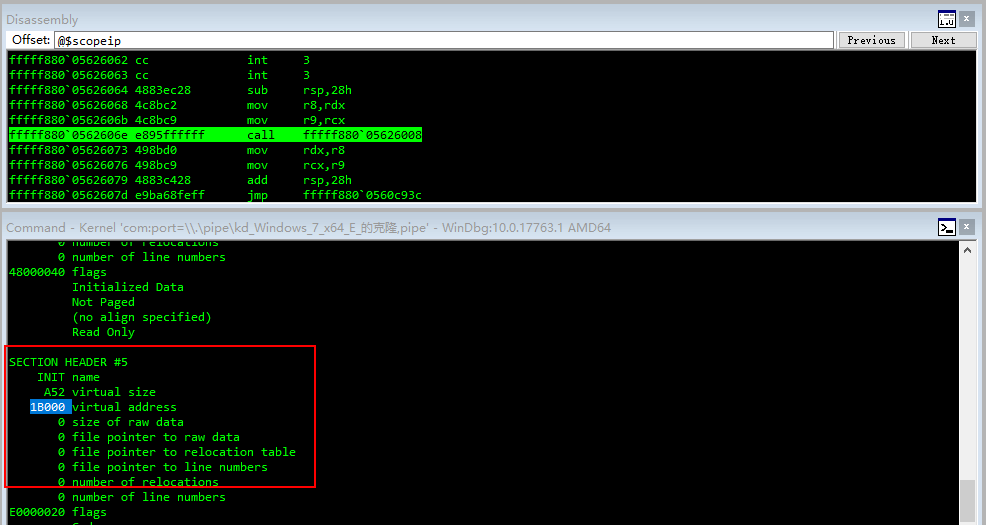 Disassembly
Offset: @$scopeip Previous Next
fffff880`05626062 cc int 3
fffff880`05626063 cc int 3
fffff880`05626064 4883ec28 sub rsp,28h
fffff880`05626068 4c8bc2 mov r8,rdx
fffff880`0562606b 4c8bc9 mov r9,rcx
fffff880`0562606e e895ffffff call fffff880`05626008
fffff880`05626073 498bd0 mov rdx,r8
fffff880`05626076 498bc9 mov rcx,r9
fffff880`05626079 4883c428 add rsp,28h
fffff880`0562607d e9ba68feff jmp fffff880`0560c93c
Command - Kernel 'com:port=\\.\pipe\kd_Windows_7_x64_E_的克隆,pipe' - WinDbg:10.0.17763.1 AMD64
0 number of relocations
0 number of line numbers
48000040 flags
Initialized Data
Not Paged
(no align specified)
Read Only
SECTION HEADER #5
INIT name
A52 virtual size
1B000 virtual address
0 size of raw data
0 file pointer to raw data
0 file pointer to relocation table
0 file pointer to line numbers
0 number of relocations
0 number of line numbers
E0000020 flags